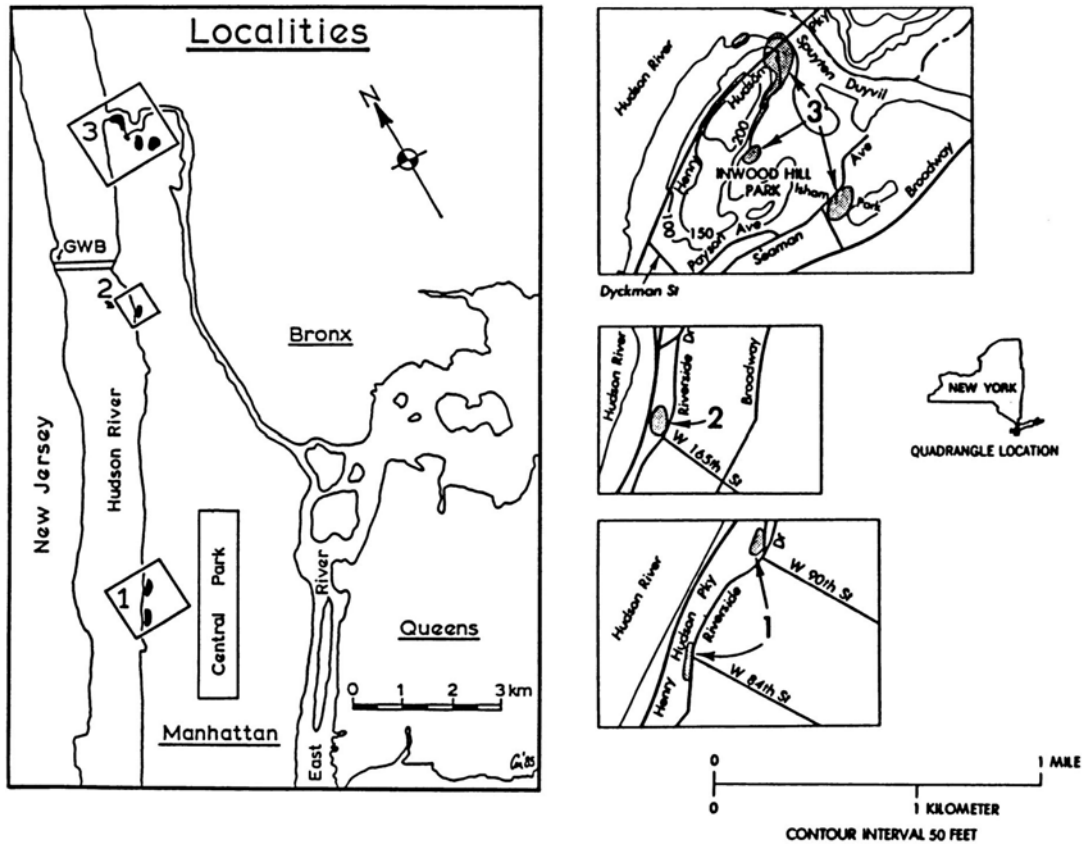 Localities
N
3
GWB
2
Bronx
New Jersey
Hudson River
Central Park
1
River
Queens
0 1 2 3 km
Manhattan
East
Gm'85
Hudson River
Pky
Spuyten
Duyvil
Hudson
Henry
200
3
INWOOD HILL
PARK
Isham Park
Ave
Broadway
100
150
Payson Ave
Seaman
Dyckman St
Hudson River
Riverside Dr
Broadway
2
W 165th St
NEW YORK
QUADRANGLE LOCATION
Hudson River
Henry Hudson Pky
Riverside Dr
W 90th St
1
W 84th St
0 1 MILE
0 1 KILOMETER
CONTOUR INTERVAL 50 FEET